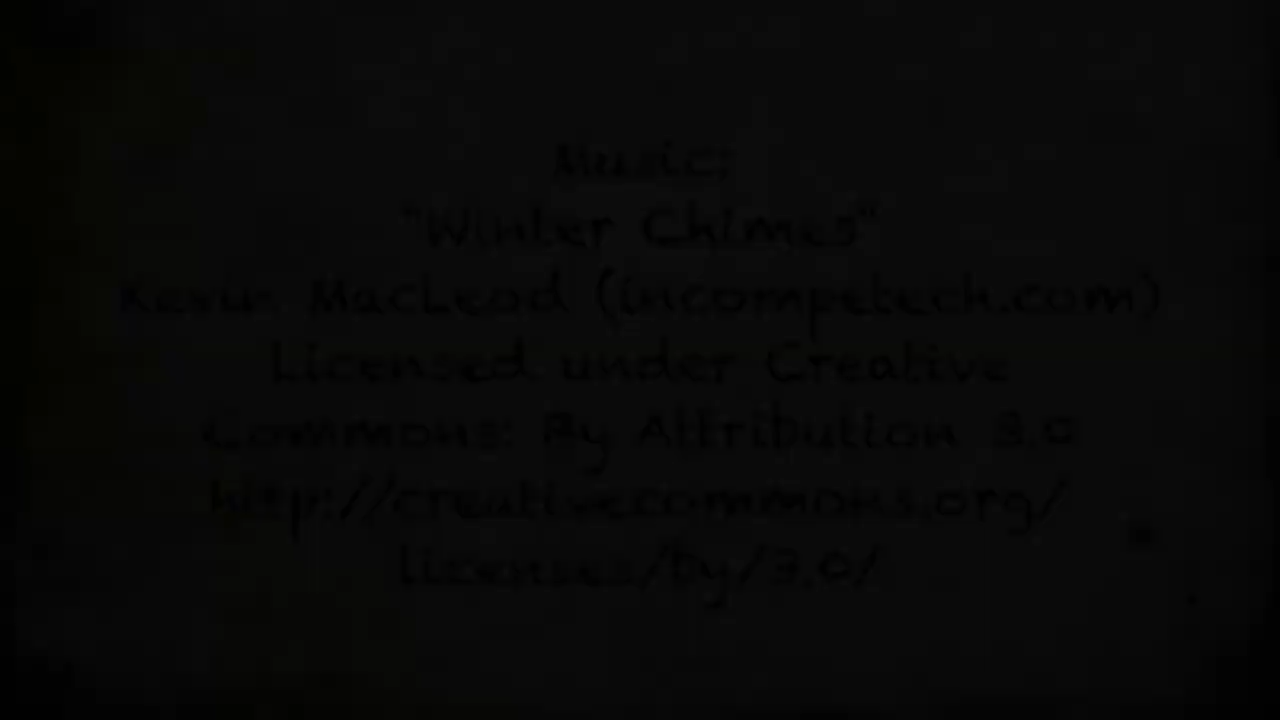 Music:
"Winter Chimes"
Kevin MacLeod (incompetech.com)
Licensed under Creative
Commons: By Attribution 3.0
http://creativecommons.org/
licenses/by/3.0/